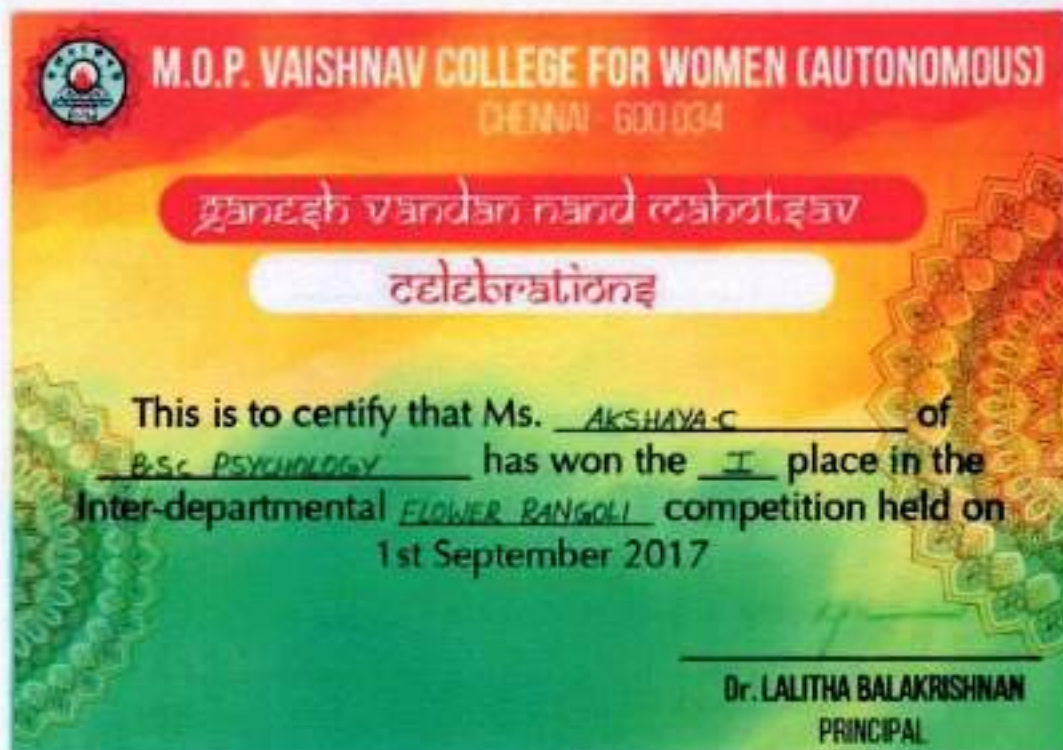 M.O.P. VAISHNAV COLLEGE FOR WOMEN (AUTONOMOUS)
CHENNAI - 600 034
ganesh vandan nand mahotsav
celebrations
This is to certify that Ms. AKSHAYA·C of
B.Sc PSYCHOLOGY has won the I place in the
Inter-departmental FLOWER RANGOLI competition held on
1st September 2017
Dr. LALITHA BALAKRISHNAN
PRINCIPAL